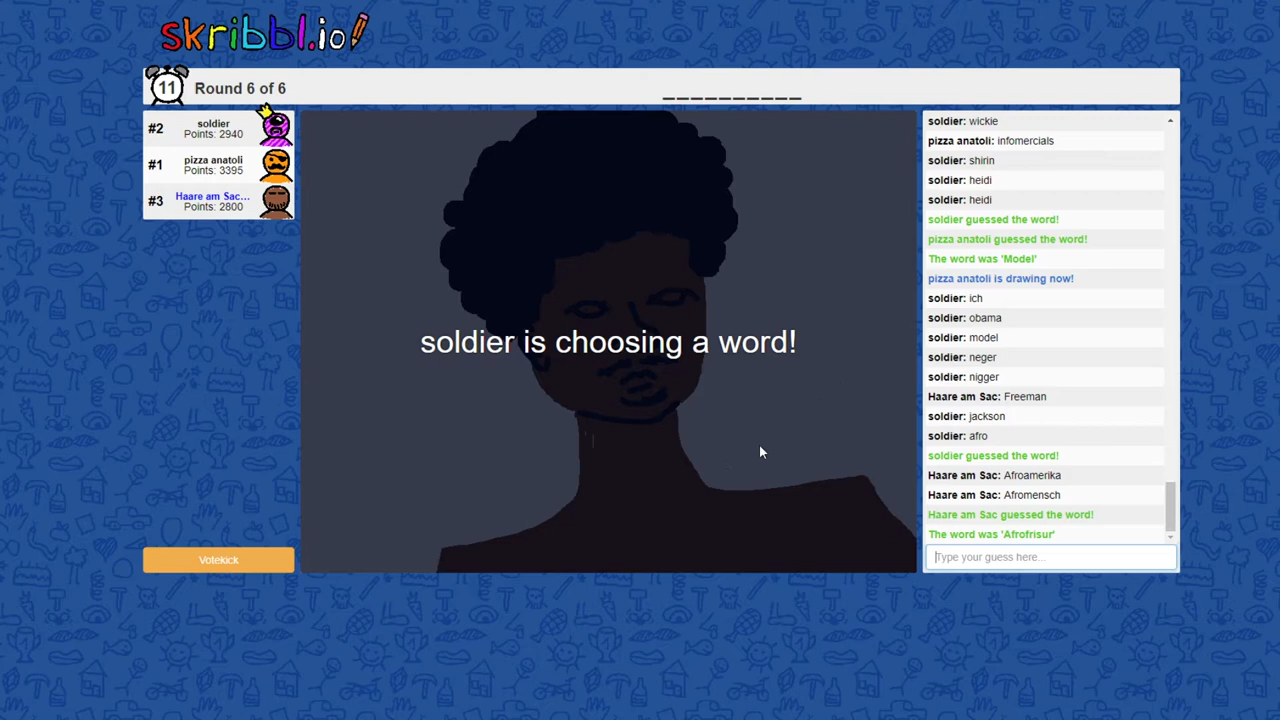 skribbl.io
11 Round 6 of 6 __________
#2 soldier
Points: 2940
#1 pizza anatoli
Points: 3395
#3 Haare am Sac...
Points: 2800
Votekick
soldier is choosing a word!
soldier: wickie
pizza anatoli: infomercials
soldier: shirin
soldier: heidi
soldier: heidi
soldier guessed the word!
pizza anatoli guessed the word!
The word was 'Model'
pizza anatoli is drawing now!
soldier: ich
soldier: obama
soldier: model
soldier: neger
soldier: nigger
Haare am Sac: Freeman
soldier: jackson
soldier: afro
soldier guessed the word!
Haare am Sac: Afroamerika
Haare am Sac: Afromensch
Haare am Sac guessed the word!
The word was 'Afrofrisur'
Type your guess here...